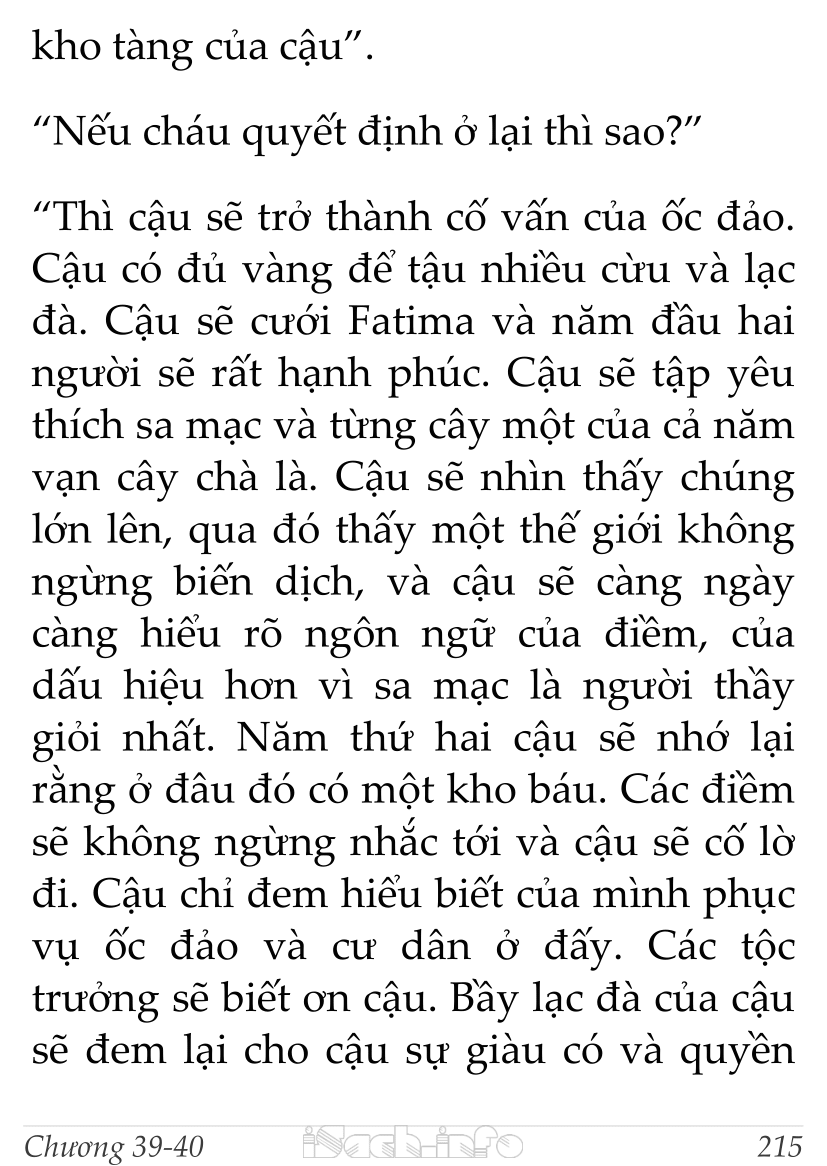 kho tàng của cậu”.
“Nếu cháu quyết định ở lại thì sao?”
“Thì cậu sẽ trở thành cố vấn của ốc đảo.
Cậu có đủ vàng để tậu nhiều cừu và lạc
đà. Cậu sẽ cưới Fatima và năm đầu hai
người sẽ rất hạnh phúc. Cậu sẽ tập yêu
thích sa mạc và từng cây một của cả năm
vạn cây chà là. Cậu sẽ nhìn thấy chúng
lớn lên, qua đó thấy một thế giới không
ngừng biến dịch, và cậu sẽ càng ngày
càng hiểu rõ ngôn ngữ của điềm, của
dấu hiệu hơn vì sa mạc là người thầy
giỏi nhất. Năm thứ hai cậu sẽ nhớ lại
rằng ở đâu đó có một kho báu. Các điềm
sẽ không ngừng nhắc tới và cậu sẽ cố lờ
đi. Cậu chỉ đem hiểu biết của mình phục
vụ ốc đảo và cư dân ở đấy. Các tộc
trưởng sẽ biết ơn cậu. Bầy lạc đà của cậu
sẽ đem lại cho cậu sự giàu có và quyền
Chương 39-40 iSach.info 215